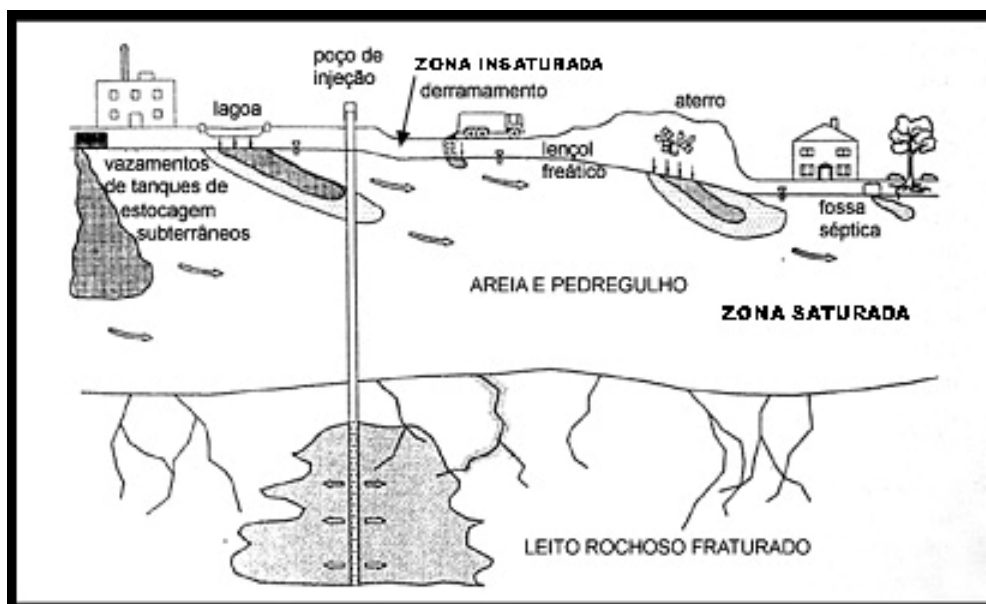 poço de
injeção
ZONA INSATURADA
derramamento
lagoa
aterro
lençol
freático
vazamentos
de tanques de
estocagem
subterrâneos
fossa
séptica
AREIA E PEDREGULHO
ZONA SATURADA
LEITO ROCHOSO FRATURADO